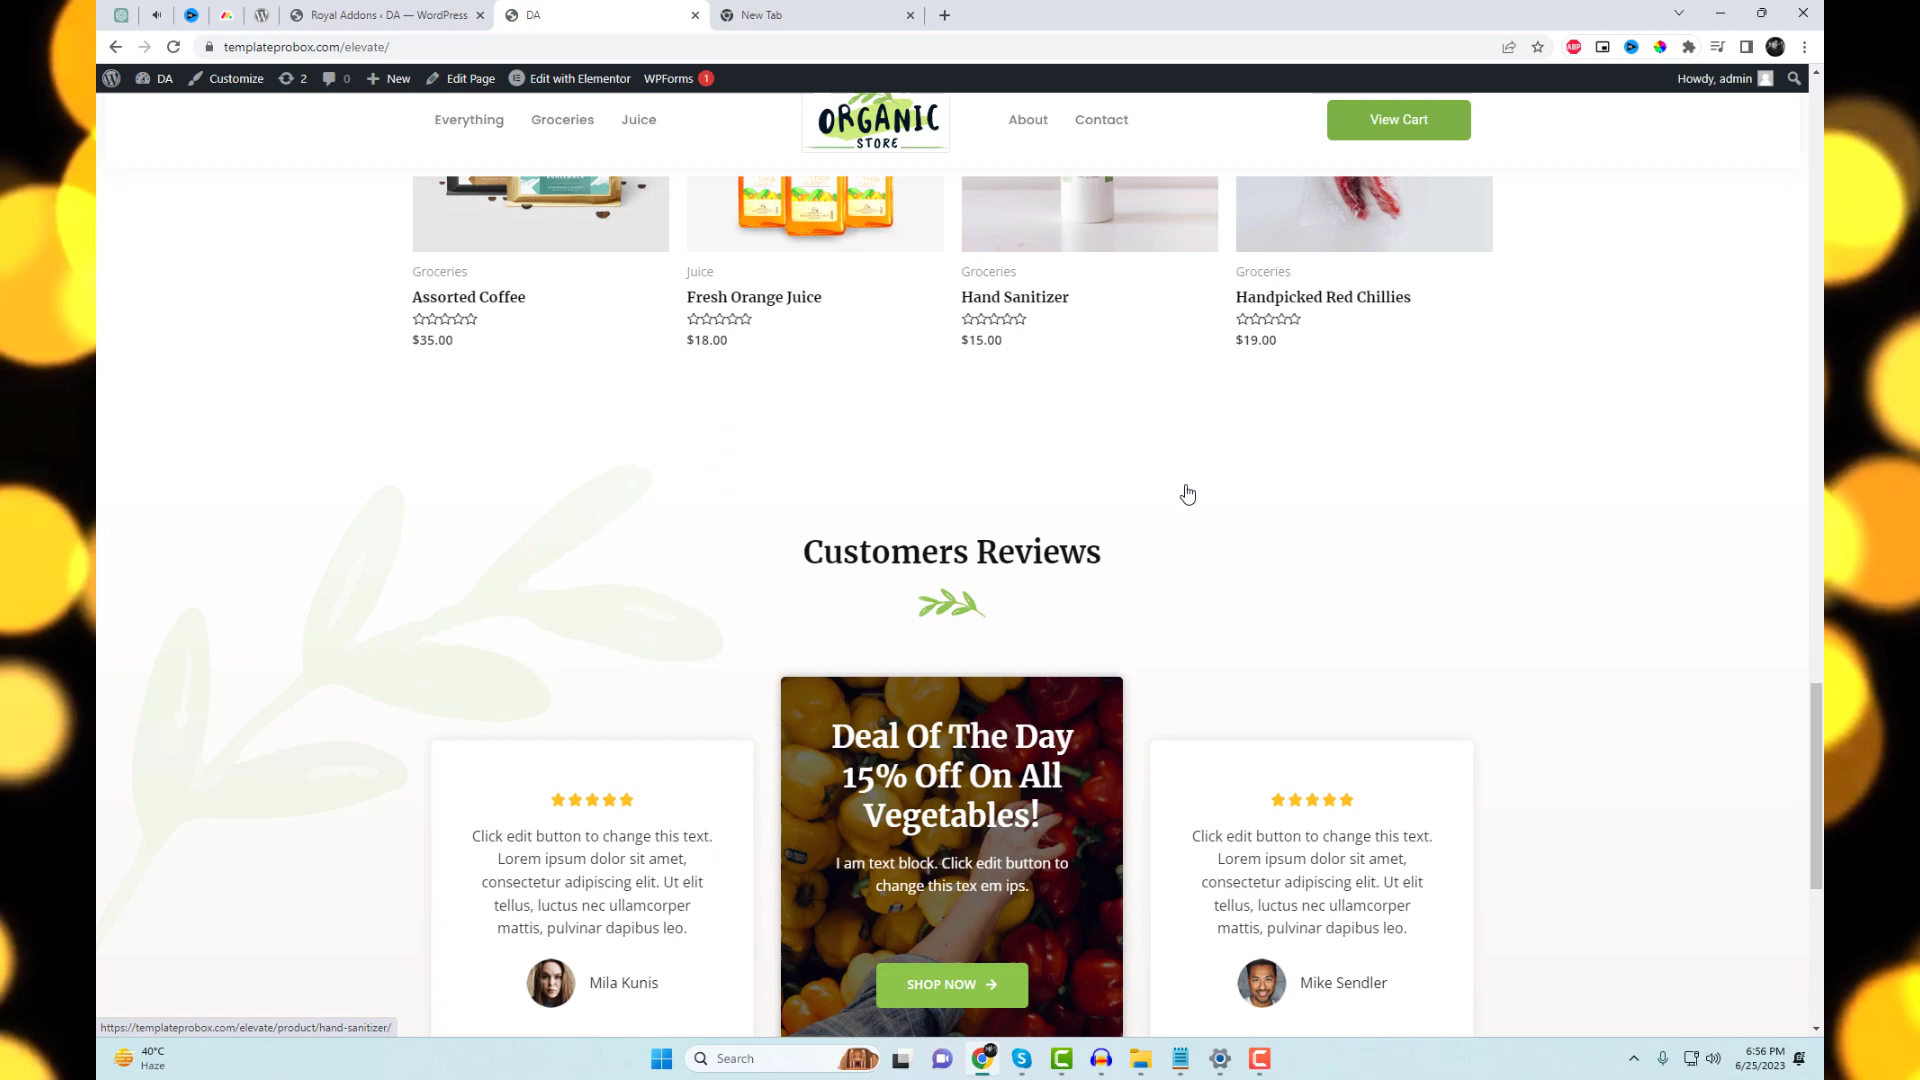 Royal Addons ‹ DA — WordPress
DA
New Tab
templateprobox.com/elevate/
ABP
DA
Customize
2
0
New
Edit Page
Edit with Elementor
WPForms
1
Howdy, admin
Everything
Groceries
Juice
ORGANIC
STORE
About
Contact
View Cart
Groceries
Assorted Coffee
$35.00
Juice
Fresh Orange Juice
$18.00
Groceries
Hand Sanitizer
$15.00
Groceries
Handpicked Red Chillies
$19.00
Customers Reviews
Click edit button to change this text.
Lorem ipsum dolor sit amet,
consectetur adipiscing elit. Ut elit
tellus, luctus nec ullamcorper
mattis, pulvinar dapibus leo.
Mila Kunis
Deal Of The Day
15% Off On All
Vegetables!
I am text block. Click edit button to
change this tex em ips.
SHOP NOW
Click edit button to change this text.
Lorem ipsum dolor sit amet,
consectetur adipiscing elit. Ut elit
tellus, luctus nec ullamcorper
mattis, pulvinar dapibus leo.
Mike Sendler
https://templateprobox.com/elevate/product/hand-sanitizer/
40°C
Haze
Search
6:56 PM
6/25/2023